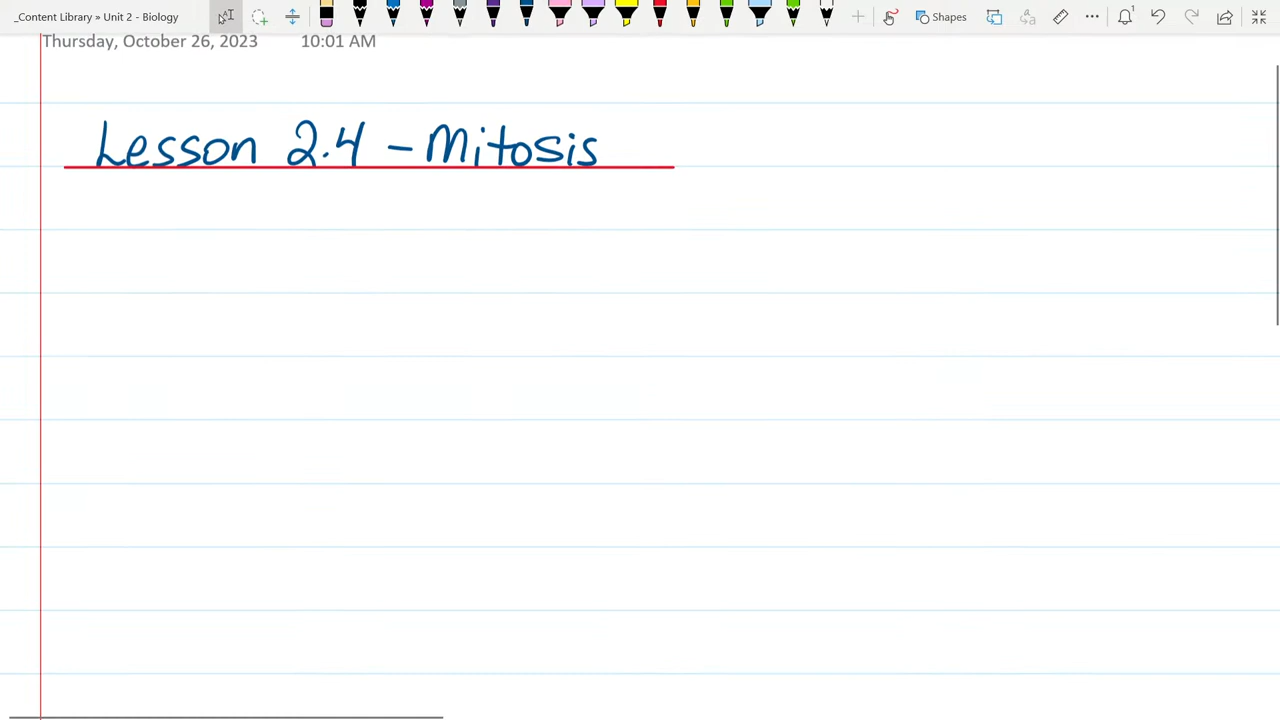 _Content Library » Unit 2 - Biology
Shapes
Thursday, October 26, 2023 10:01 AM
Lesson 2.4 - Mitosis